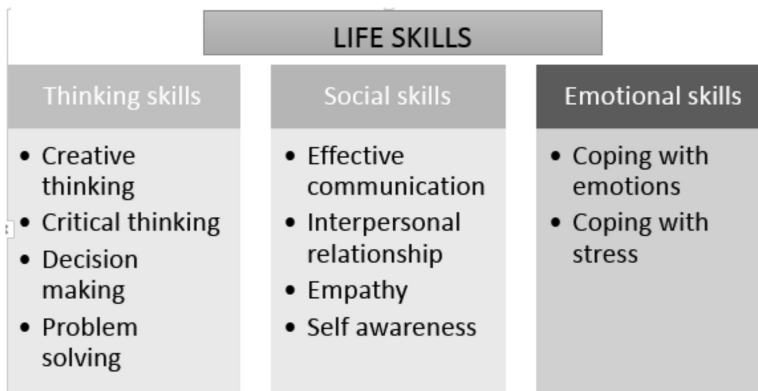 LIFE SKILLS
Thinking skills
• Creative
thinking
• Critical thinking
• Decision
making
• Problem
solving
Social skills
• Effective
communication
• Interpersonal
relationship
• Empathy
• Self awareness
Emotional skills
• Coping with
emotions
• Coping with
stress